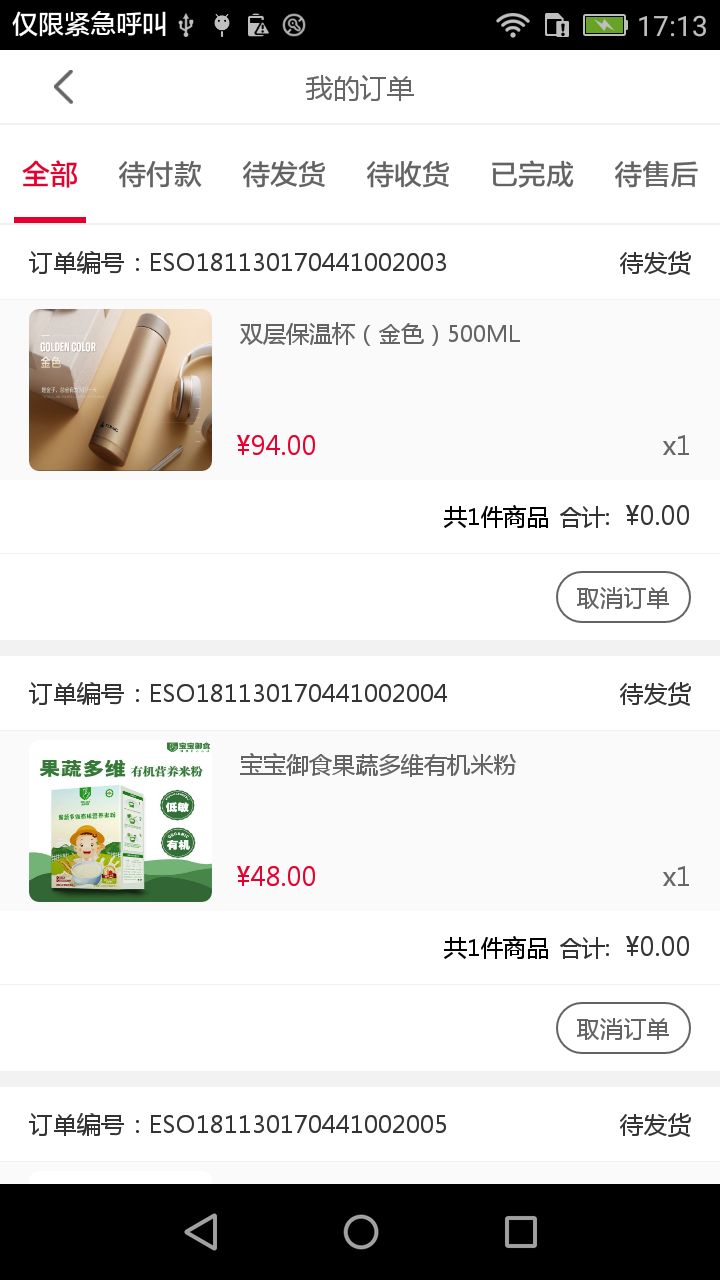 仅限紧急呼叫 17:13
我的订单
全部 待付款 待发货 待收货 已完成 待售后
订单编号：ESO181130170441002003 待发货
GOLDEN COLOR
金色
双层保温杯（金色）500ML
¥94.00 x1
共1件商品 合计: ¥0.00
取消订单
订单编号：ESO181130170441002004 待发货
宝宝御食
果蔬多维 有机营养米粉
低敏
ORGANIC
有机
宝宝御食果蔬多维有机米粉
¥48.00 x1
共1件商品 合计: ¥0.00
取消订单
订单编号：ESO181130170441002005 待发货